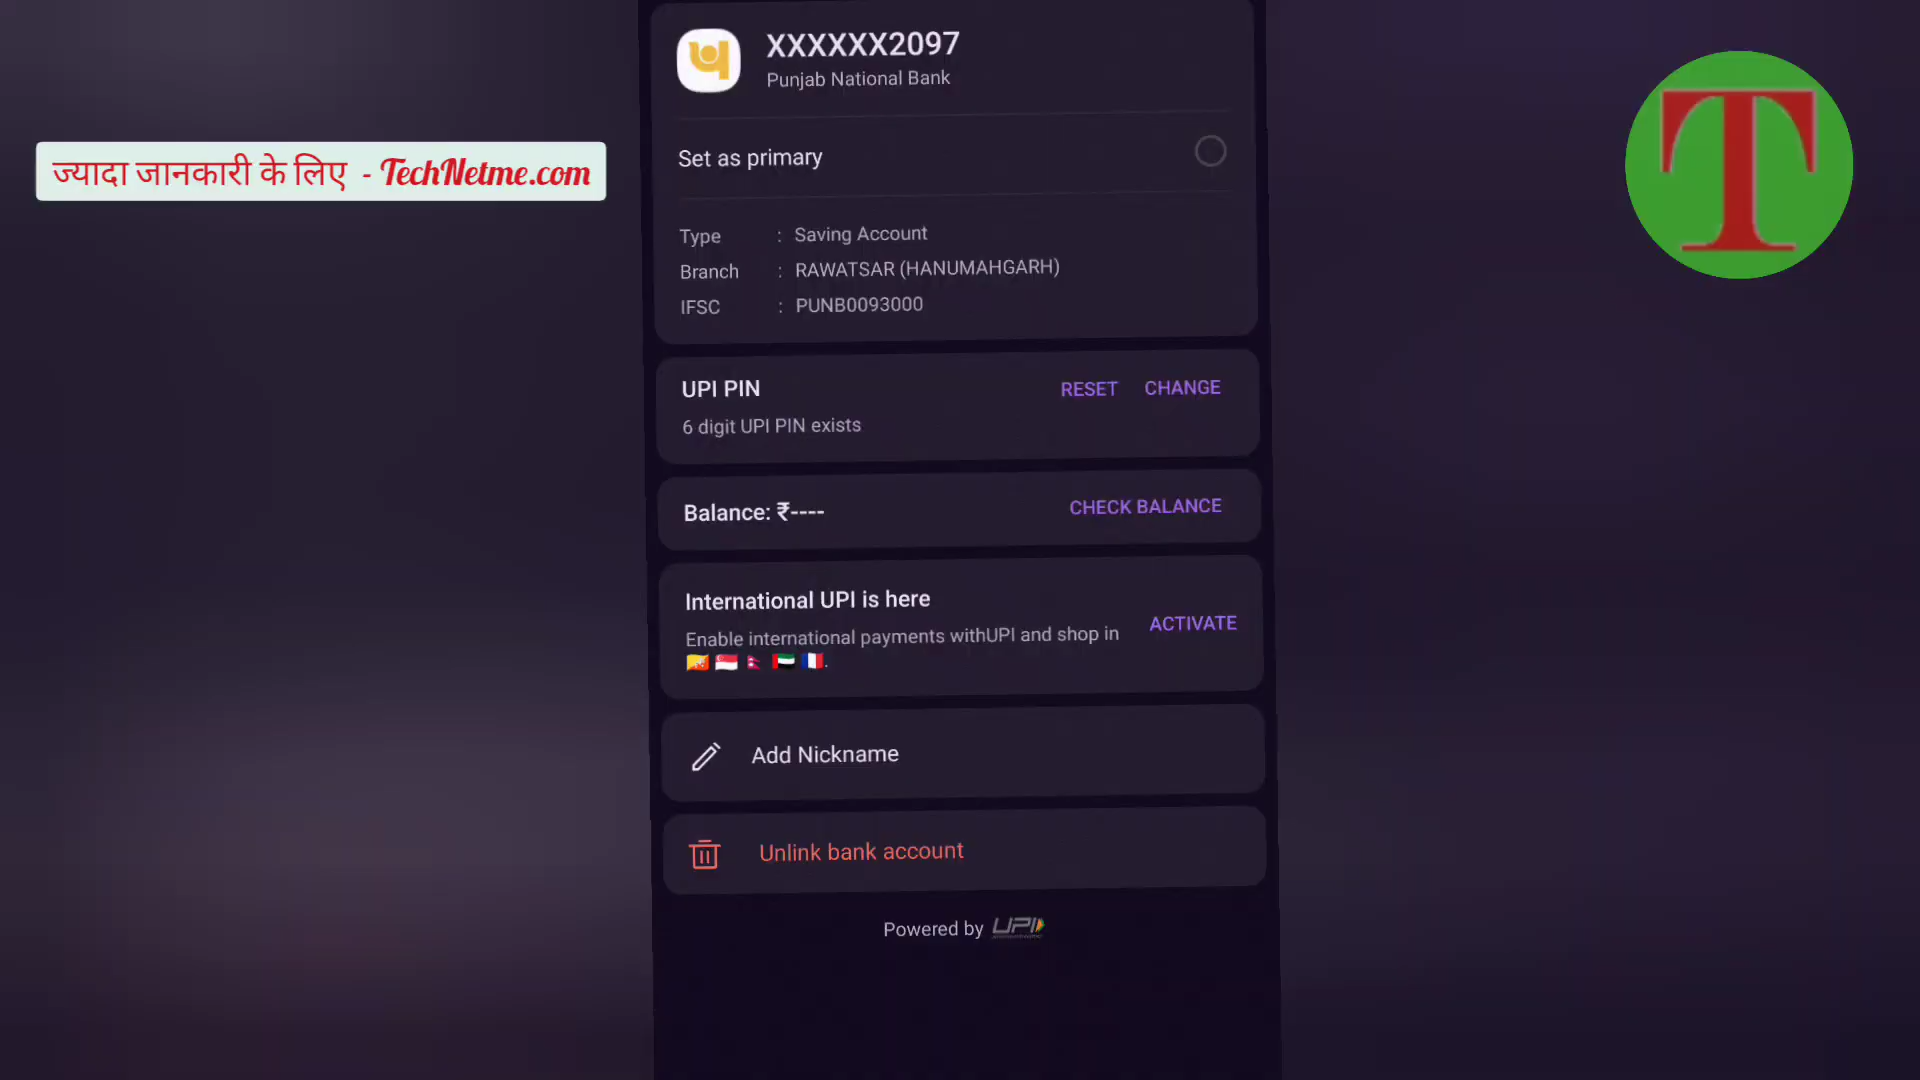 XXXXXX2097
Punjab National Bank
ज्यादा जानकारी के लिए - TechNetme.com
T
Set as primary
Type : Saving Account
Branch : RAWATSAR (HANUMAHGARH)
IFSC : PUNB0093000
UPI PIN RESET CHANGE
6 digit UPI PIN exists
Balance: ₹---- CHECK BALANCE
International UPI is here
Enable international payments withUPI and shop in
ACTIVATE
Add Nickname
Unlink bank account
Powered by UPI